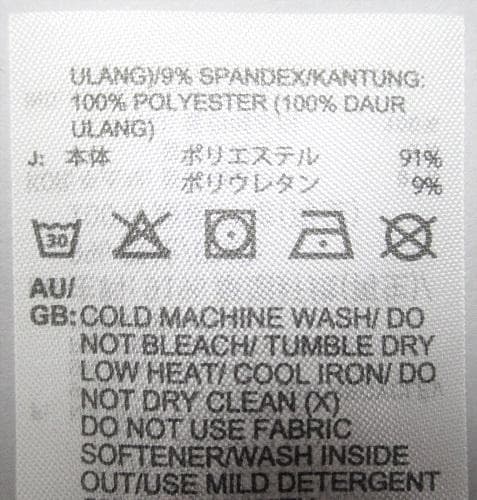 ULANG)/9% SPANDEX/KANTUNG:
100% POLYESTER (100% DAUR
ULANG)
J: 本体 ポリエステル 91%
ポリウレタン 9%
30
AU/
GB: COLD MACHINE WASH/ DO
NOT BLEACH/ TUMBLE DRY
LOW HEAT/ COOL IRON/ DO
NOT DRY CLEAN (X)
DO NOT USE FABRIC
SOFTENER/WASH INSIDE
OUT/USE MILD DETERGENT